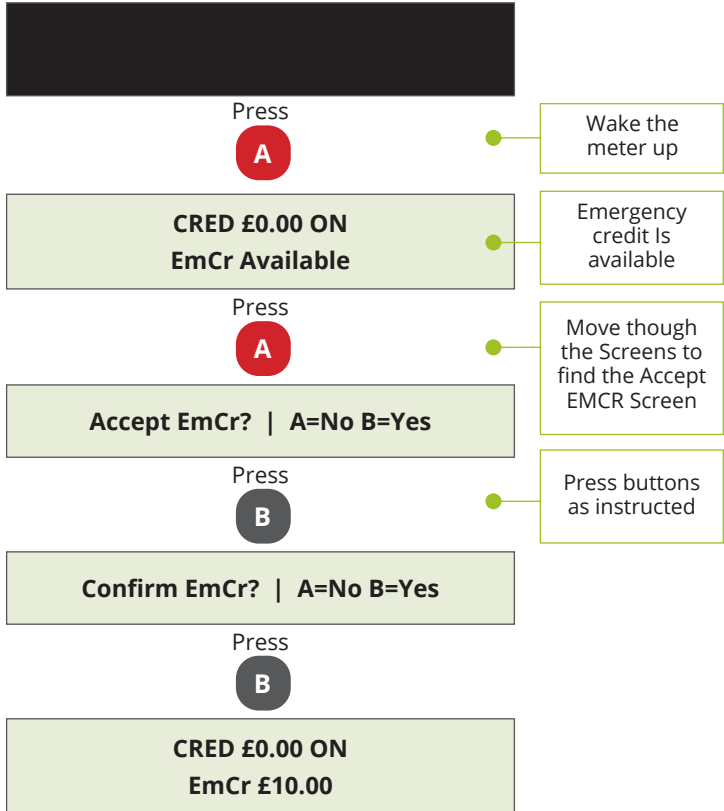 Press
A
Wake the
meter up
CRED £0.00 ON
EmCr Available
Emergency
credit Is
available
Press
A
Move though
the Screens to
find the Accept
EMCR Screen
Accept EmCr? | A=No B=Yes
Press
B
Press buttons
as instructed
Confirm EmCr? | A=No B=Yes
Press
B
CRED £0.00 ON
EmCr £10.00